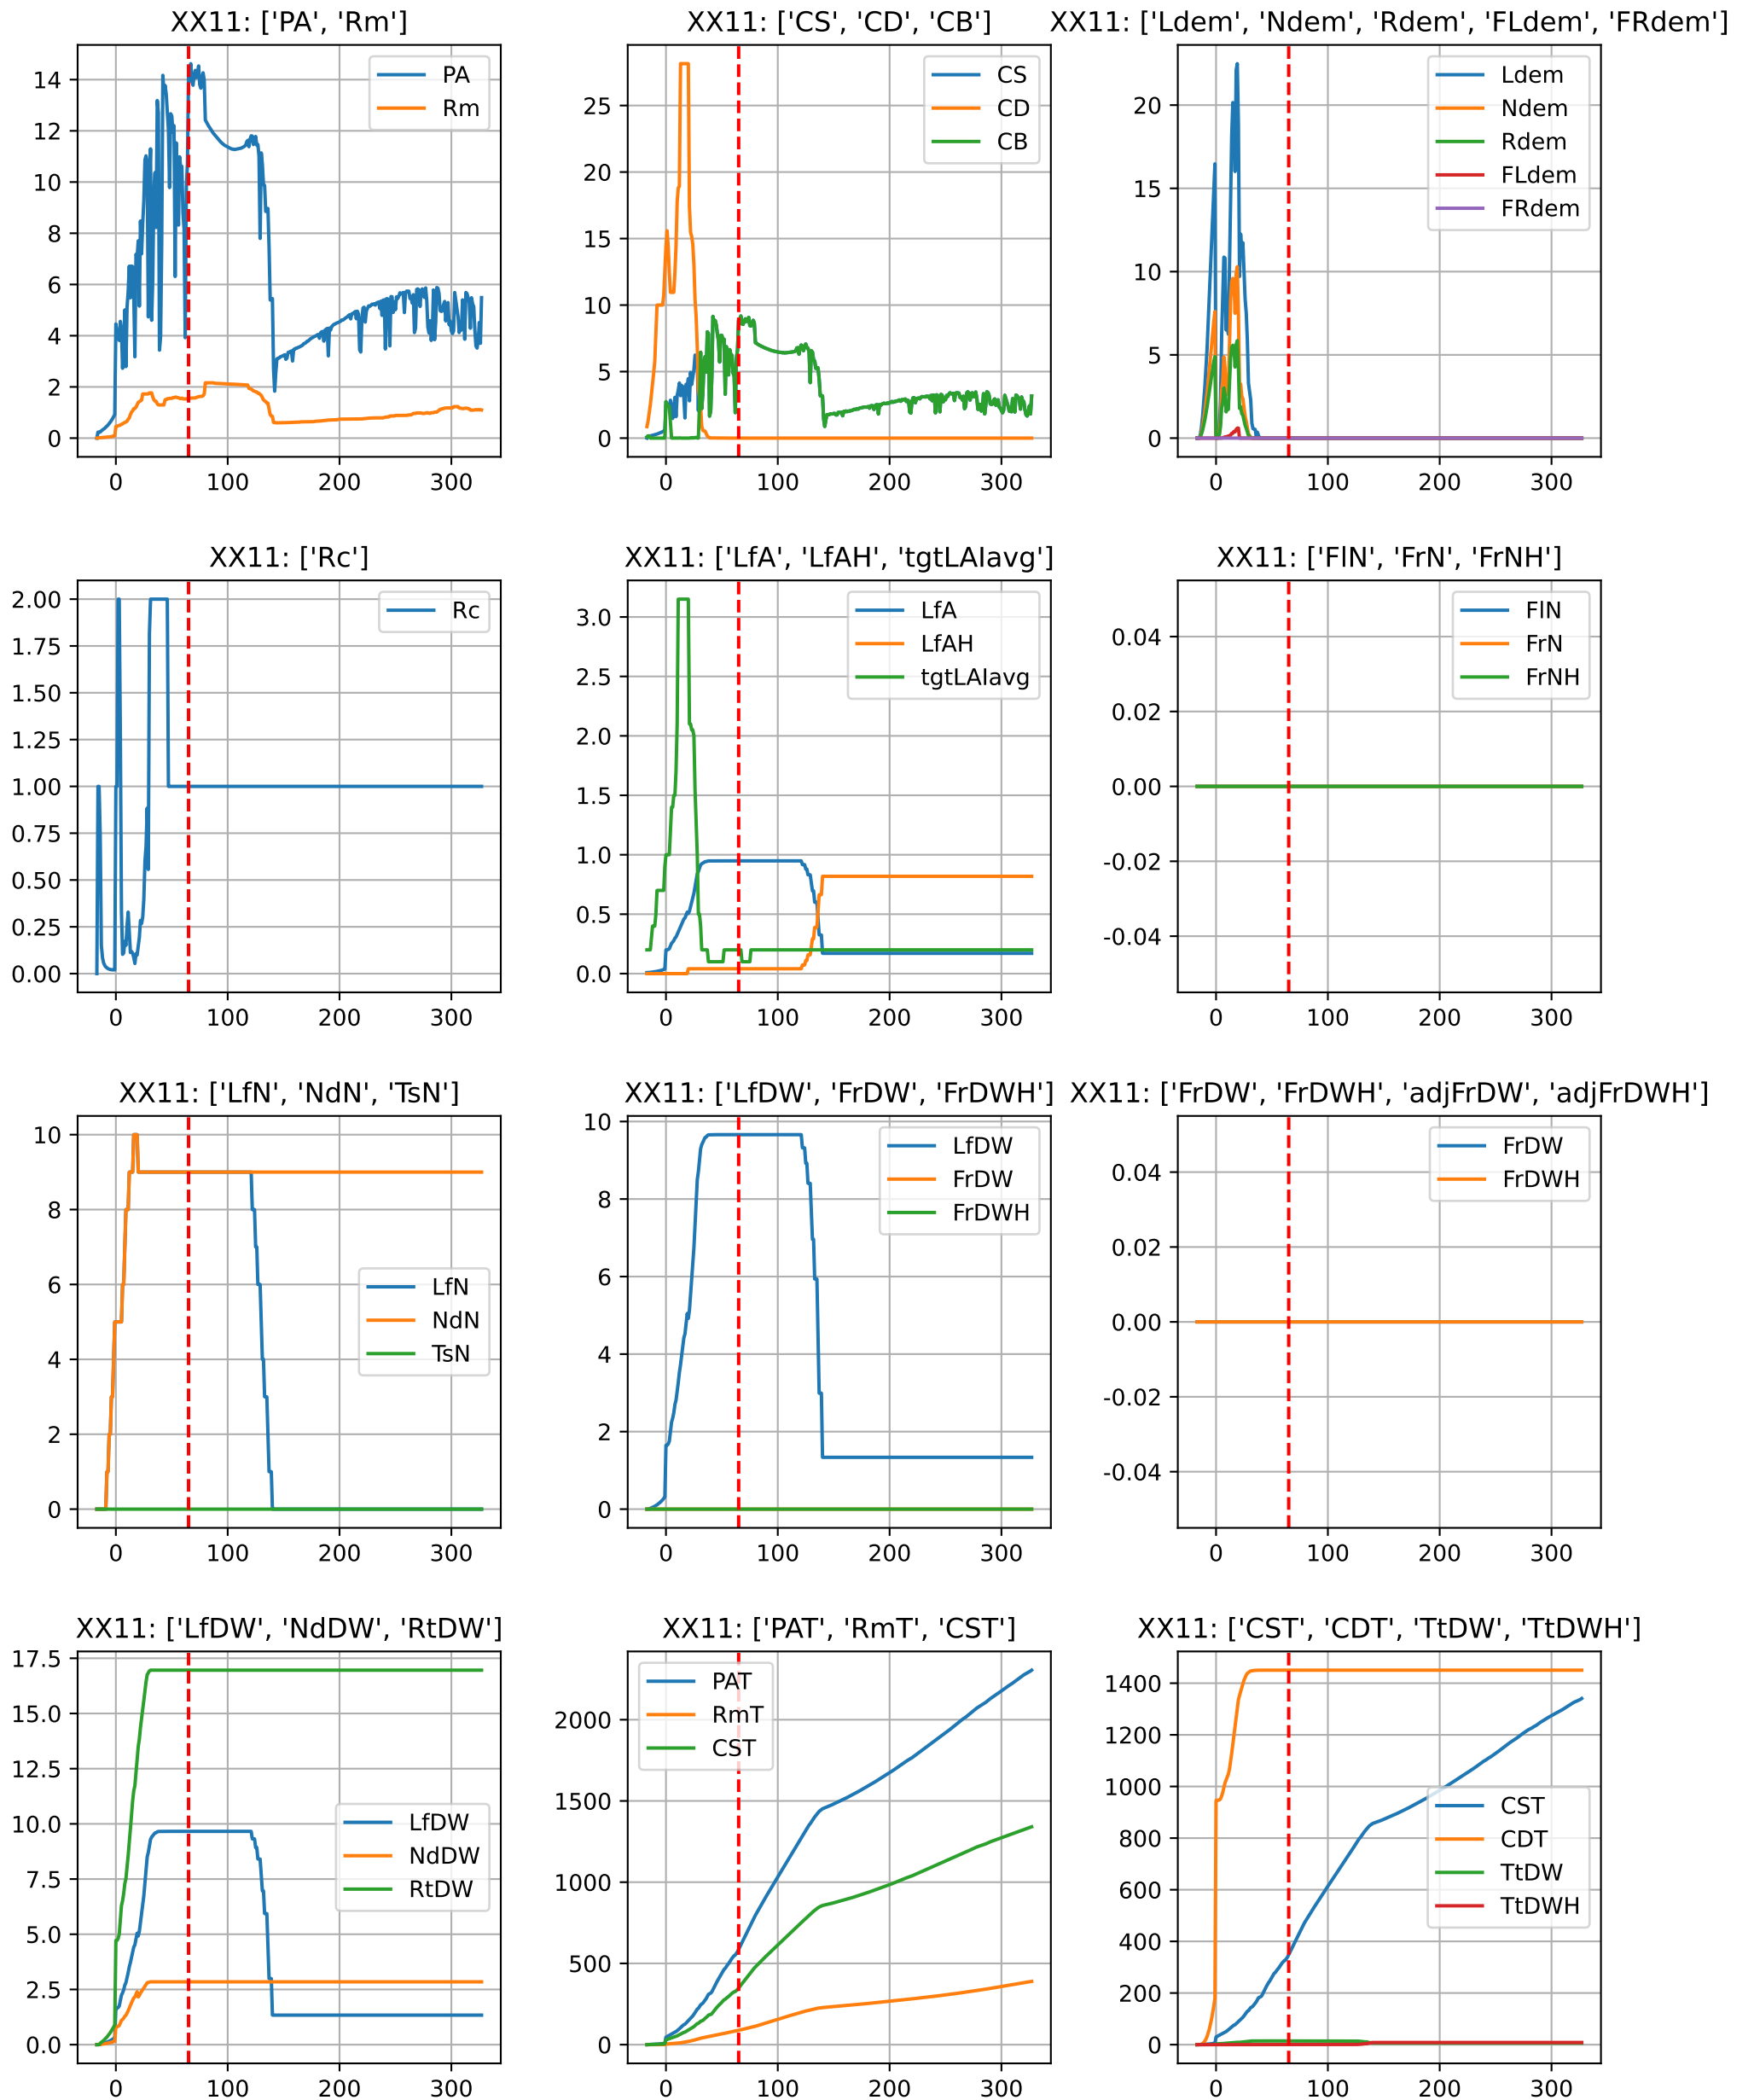 XX11: ['PA', 'Rm']
14
12
10
8
6
4
2
0
0 100 200 300
PA
Rm
XX11: ['CS', 'CD', 'CB']
25
20
15
10
5
0
0 100 200 300
CS
CD
CB
XX11: ['Ldem', 'Ndem', 'Rdem', 'FLdem', 'FRdem']
20
15
10
5
0
0 100 200 300
Ldem
Ndem
Rdem
FLdem
FRdem
XX11: ['Rc']
2.00
1.75
1.50
1.25
1.00
0.75
0.50
0.25
0.00
0 100 200 300
Rc
XX11: ['LfA', 'LfAH', 'tgtLAIavg']
3.0
2.5
2.0
1.5
1.0
0.5
0.0
0 100 200 300
LfA
LfAH
tgtLAIavg
XX11: ['FlN', 'FrN', 'FrNH']
0.04
0.02
0.00
-0.02
-0.04
0 100 200 300
FlN
FrN
FrNH
XX11: ['LfN', 'NdN', 'TsN']
10
8
6
4
2
0
0 100 200 300
LfN
NdN
TsN
XX11: ['LfDW', 'FrDW', 'FrDWH']
10
8
6
4
2
0
0 100 200 300
LfDW
FrDW
FrDWH
XX11: ['FrDW', 'FrDWH', 'adjFrDW', 'adjFrDWH']
0.04
0.02
0.00
-0.02
-0.04
0 100 200 300
FrDW
FrDWH
XX11: ['LfDW', 'NdDW', 'RtDW']
17.5
15.0
12.5
10.0
7.5
5.0
2.5
0.0
0 100 200 300
LfDW
NdDW
RtDW
XX11: ['PAT', 'RmT', 'CST']
2000
1500
1000
500
0
0 100 200 300
PAT
RmT
CST
XX11: ['CST', 'CDT', 'TtDW', 'TtDWH']
1400
1200
1000
800
600
400
200
0
0 100 200 300
CST
CDT
TtDW
TtDWH